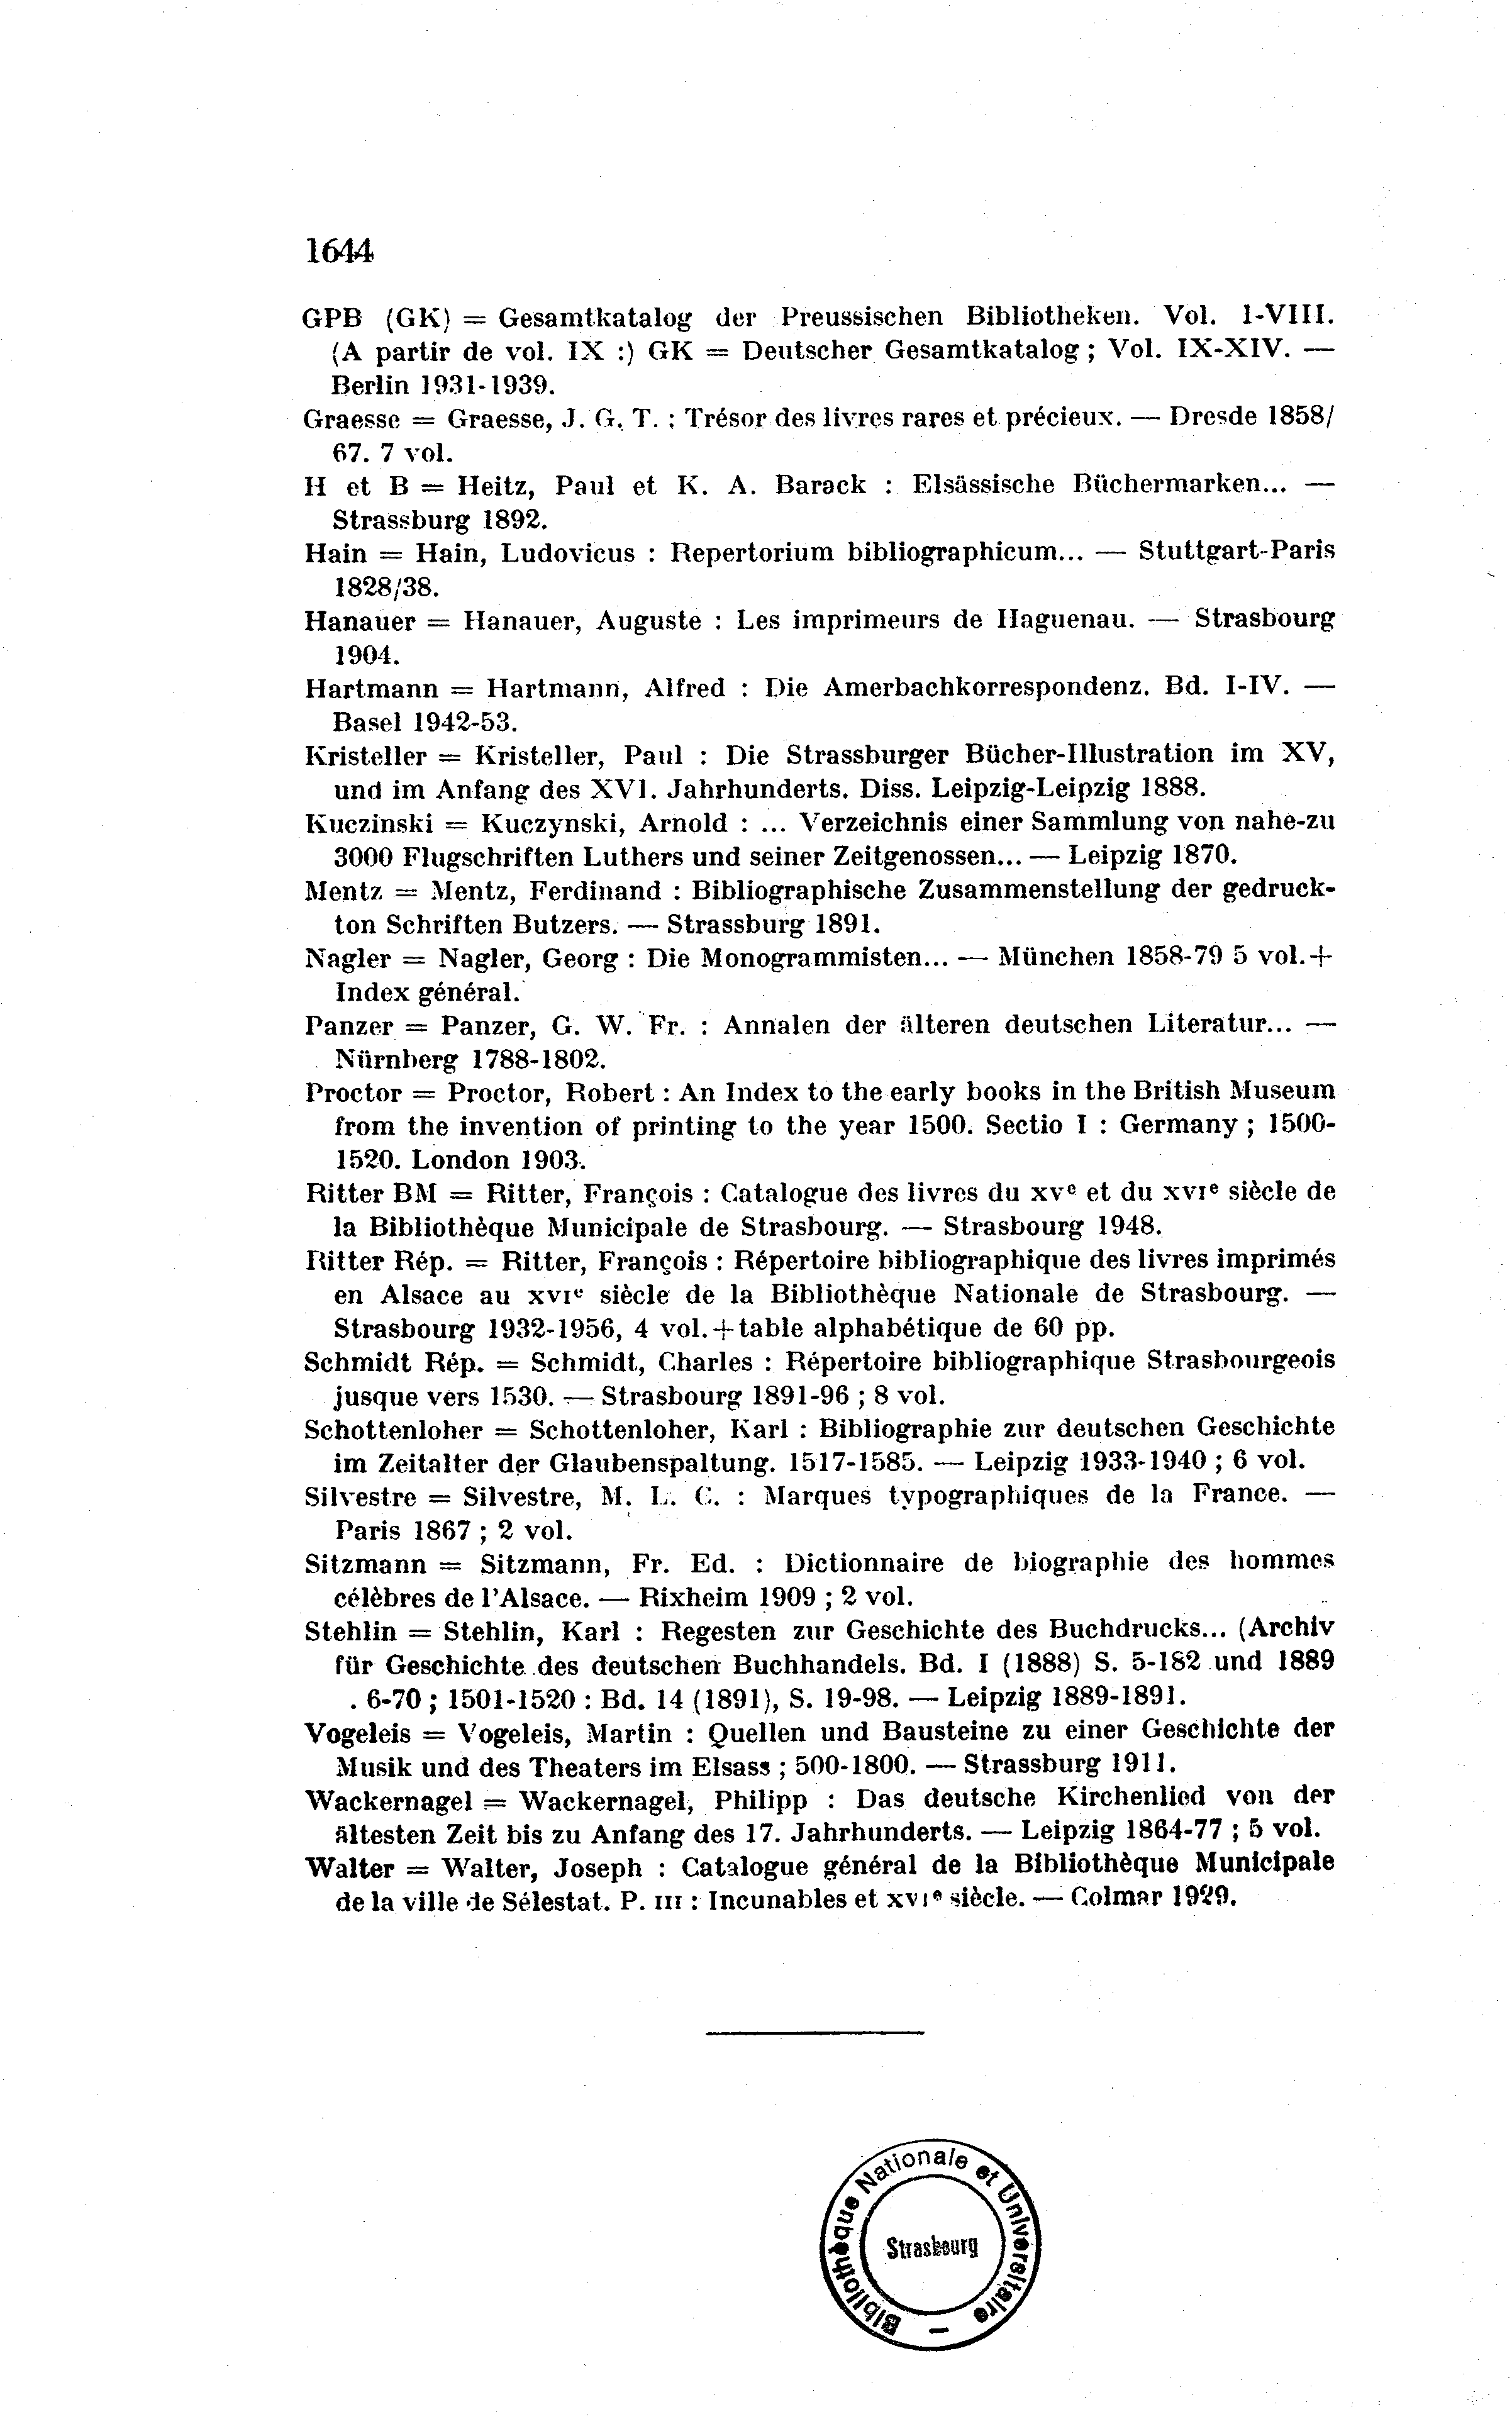 1644
GPB (GK) = Gesamtkatalog der Preussischen Bibliotheken. Vol. I-VIII.
(A partir de vol. IX :) GK = Deutscher Gesamtkatalog ; Vol. IX-XIV. —
Berlin 1931-1939.
Graesse = Graesse, J. G. T. : Trésor des livres rares et précieux. — Dresde 1858/
67. 7 vol.
H et B = Heitz, Paul et K. A. Barack : Elsässische Büchermarken... —
Strassburg 1892.
Hain = Hain, Ludovicus : Repertorium bibliographicum... — Stuttgart-Paris
1828/38.
Hanauer = Hanauer, Auguste : Les imprimeurs de Haguenau. — Strasbourg
1904.
Hartmann = Hartmann, Alfred : Die Amerbachkorrespondenz. Bd. I-IV. —
Basel 1942-53.
Kristeller = Kristeller, Paul : Die Strassburger Bücher-Illustration im XV,
und im Anfang des XVI. Jahrhunderts. Diss. Leipzig-Leipzig 1888.
Kuczinski = Kuczynski, Arnold : ... Verzeichnis einer Sammlung von nahe-zu
3000 Flugschriften Luthers und seiner Zeitgenossen... — Leipzig 1870.
Mentz = Mentz, Ferdinand : Bibliographische Zusammenstellung der gedruck-
ton Schriften Butzers. — Strassburg 1891.
Nagler = Nagler, Georg : Die Monogrammisten... — München 1858-79 5 vol.+
Index général.
Panzer = Panzer, G. W. Fr. : Annalen der älteren deutschen Literatur... —
Nürnberg 1788-1802.
Proctor = Proctor, Robert : An Index to the early books in the British Museum
from the invention of printing to the year 1500. Sectio I : Germany ; 1500-
1520. London 1903.
Ritter BM = Ritter, François : Catalogue des livres du XVe et du XVIe siècle de
la Bibliothèque Municipale de Strasbourg. — Strasbourg 1948.
Ritter Rép. = Ritter, François : Répertoire bibliographique des livres imprimés
en Alsace au XVIe siècle de la Bibliothèque Nationale de Strasbourg. —
Strasbourg 1932-1956, 4 vol.+table alphabétique de 60 pp.
Schmidt Rép. = Schmidt, Charles : Répertoire bibliographique Strasbourgeois
jusque vers 1530. — Strasbourg 1891-96 ; 8 vol.
Schottenloher = Schottenloher, Karl : Bibliographie zur deutschen Geschichte
im Zeitalter der Glaubenspaltung. 1517-1585. — Leipzig 1933-1940 ; 6 vol.
Silvestre = Silvestre, M. L. C. : Marques typographiques de la France. —
Paris 1867 ; 2 vol.
Sitzmann = Sitzmann, Fr. Ed. : Dictionnaire de biographie des hommes
célèbres de l'Alsace. — Rixheim 1909 ; 2 vol.
Stehlin = Stehlin, Karl : Regesten zur Geschichte des Buchdrucks... (Archiv
für Geschichte des deutschen Buchhandels. Bd. I (1888) S. 5-182 und 1889
. 6-70 ; 1501-1520 : Bd. 14 (1891), S. 19-98. — Leipzig 1889-1891.
Vogeleis = Vogeleis, Martin : Quellen und Bausteine zu einer Geschichte der
Musik und des Theaters im Elsass ; 500-1800. — Strassburg 1911.
Wackernagel = Wackernagel, Philipp : Das deutsche Kirchenlied von der
ältesten Zeit bis zu Anfang des 17. Jahrhunderts. — Leipzig 1864-77 ; 5 vol.
Walter = Walter, Joseph : Catalogue général de la Bibliothèque Municipale
de la ville de Sélestat. P. III : Incunables et XVIe siècle. — Colmar 1929.
Bibliothèque Nationale et Universitaire —
Strasbourg